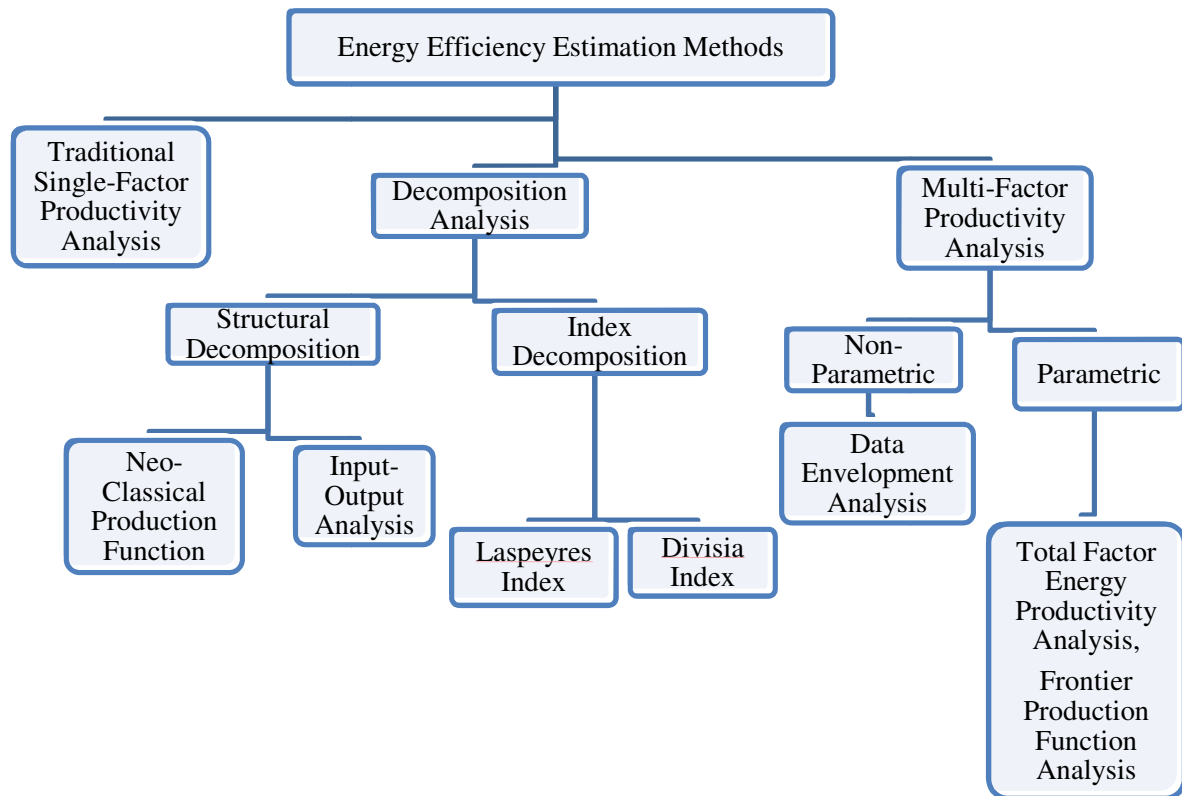 Energy Efficiency Estimation Methods
Traditional
Single-Factor
Productivity
Analysis
Decomposition
Analysis
Multi-Factor
Productivity
Analysis
Structural
Decomposition
Index
Decomposition
Non-
Parametric
Parametric
Neo-
Classical
Production
Function
Input-
Output
Analysis
Laspeyres
Index
Divisia
Index
Data
Envelopment
Analysis
Total Factor
Energy
Productivity
Analysis,
Frontier
Production
Function
Analysis